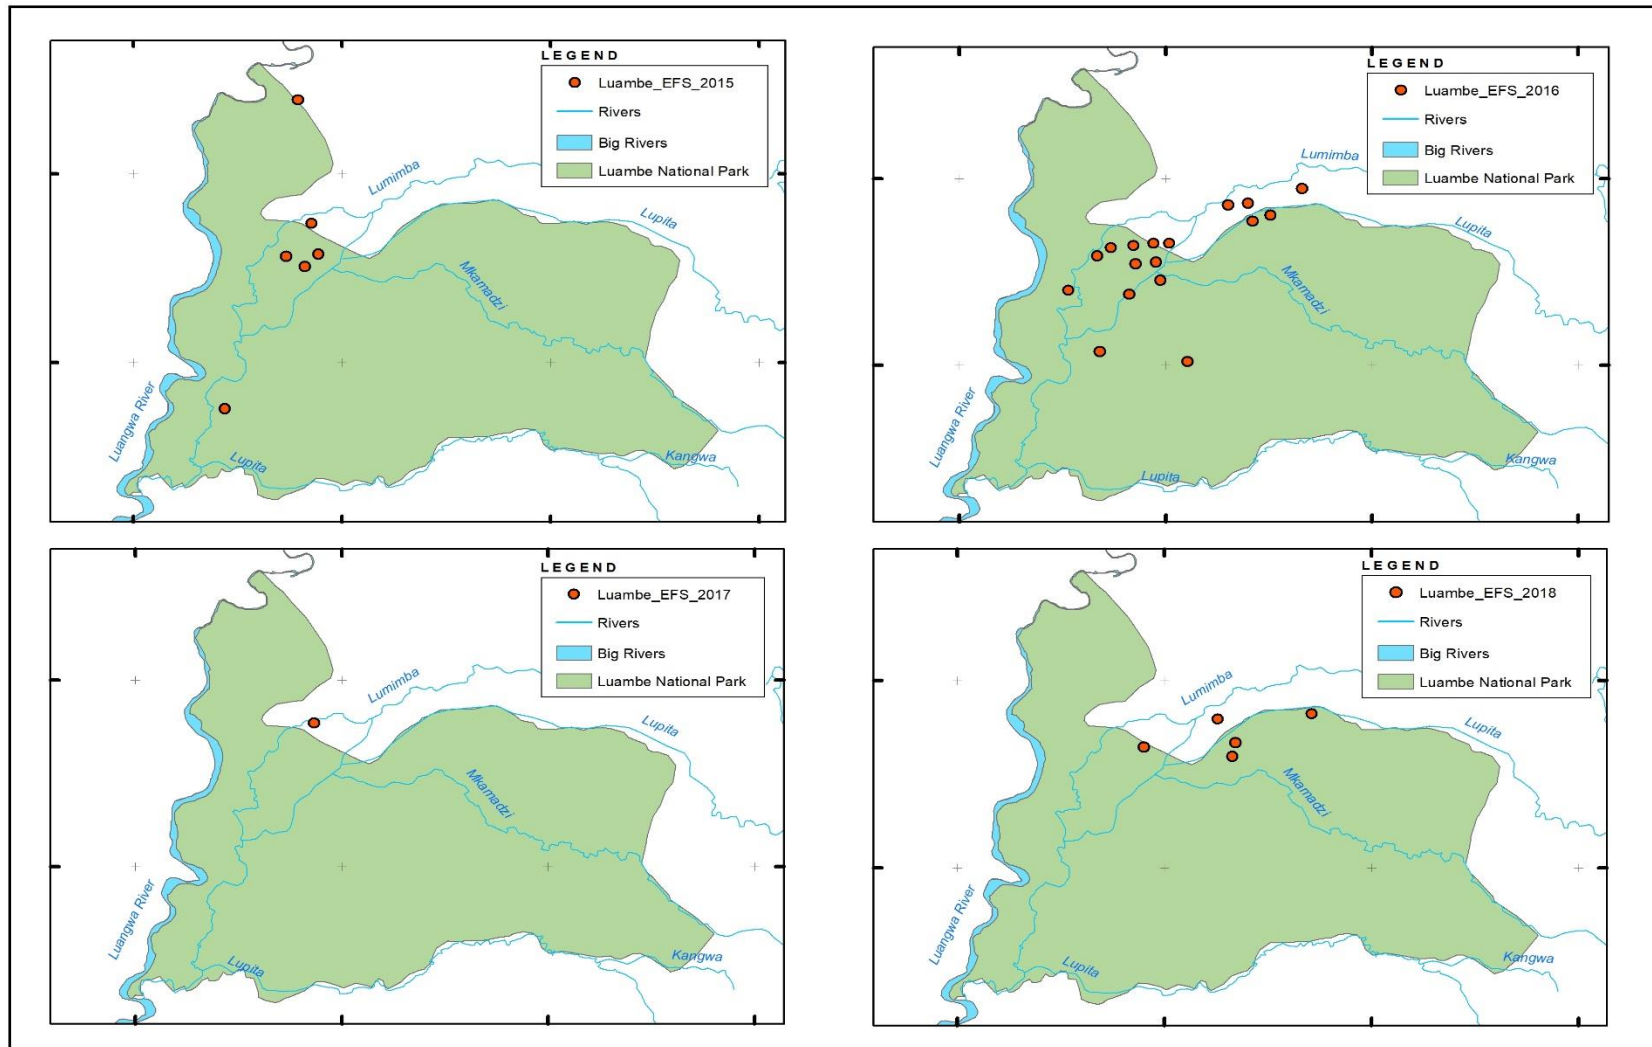 LEGEND
Luambe_EFS_2015
Rivers
Big Rivers
Luambe National Park
Lumimba
Lupita
Mkamadzi
Luangwa River
Lupita
Kangwa
LEGEND
Luambe_EFS_2016
Rivers
Big Rivers
Luambe National Park
Lumimba
Lupita
Mkamadzi
Luangwa River
Lupita
Kangwa
LEGEND
Luambe_EFS_2017
Rivers
Big Rivers
Luambe National Park
Lumimba
Lupita
Mkamadzi
Luangwa River
Lupita
Kangwa
LEGEND
Luambe_EFS_2018
Rivers
Big Rivers
Luambe National Park
Lumimba
Lupita
Mkamadzi
Luangwa River
Lupita
Kangwa